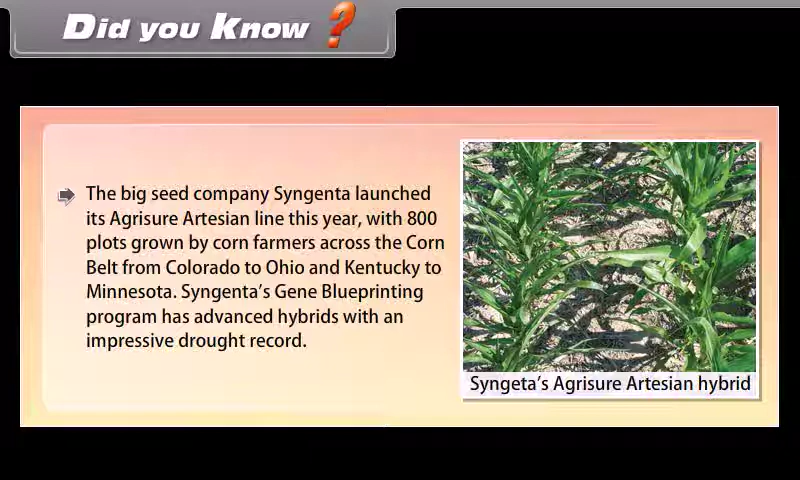 Did you Know ?
The big seed company Syngenta launched
its Agrisure Artesian line this year, with 800
plots grown by corn farmers across the Corn
Belt from Colorado to Ohio and Kentucky to
Minnesota. Syngenta's Gene Blueprinting
program has advanced hybrids with an
impressive drought record.
Syngeta's Agrisure Artesian hybrid